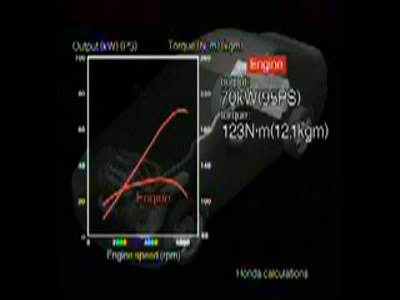 Output (kW) (PS) Torque (N·m) (kgm)
Engine
output
70kW(95PS)
torque
123N·m(12.1kgm)
Engine
Engine speed (rpm)
Honda calculations